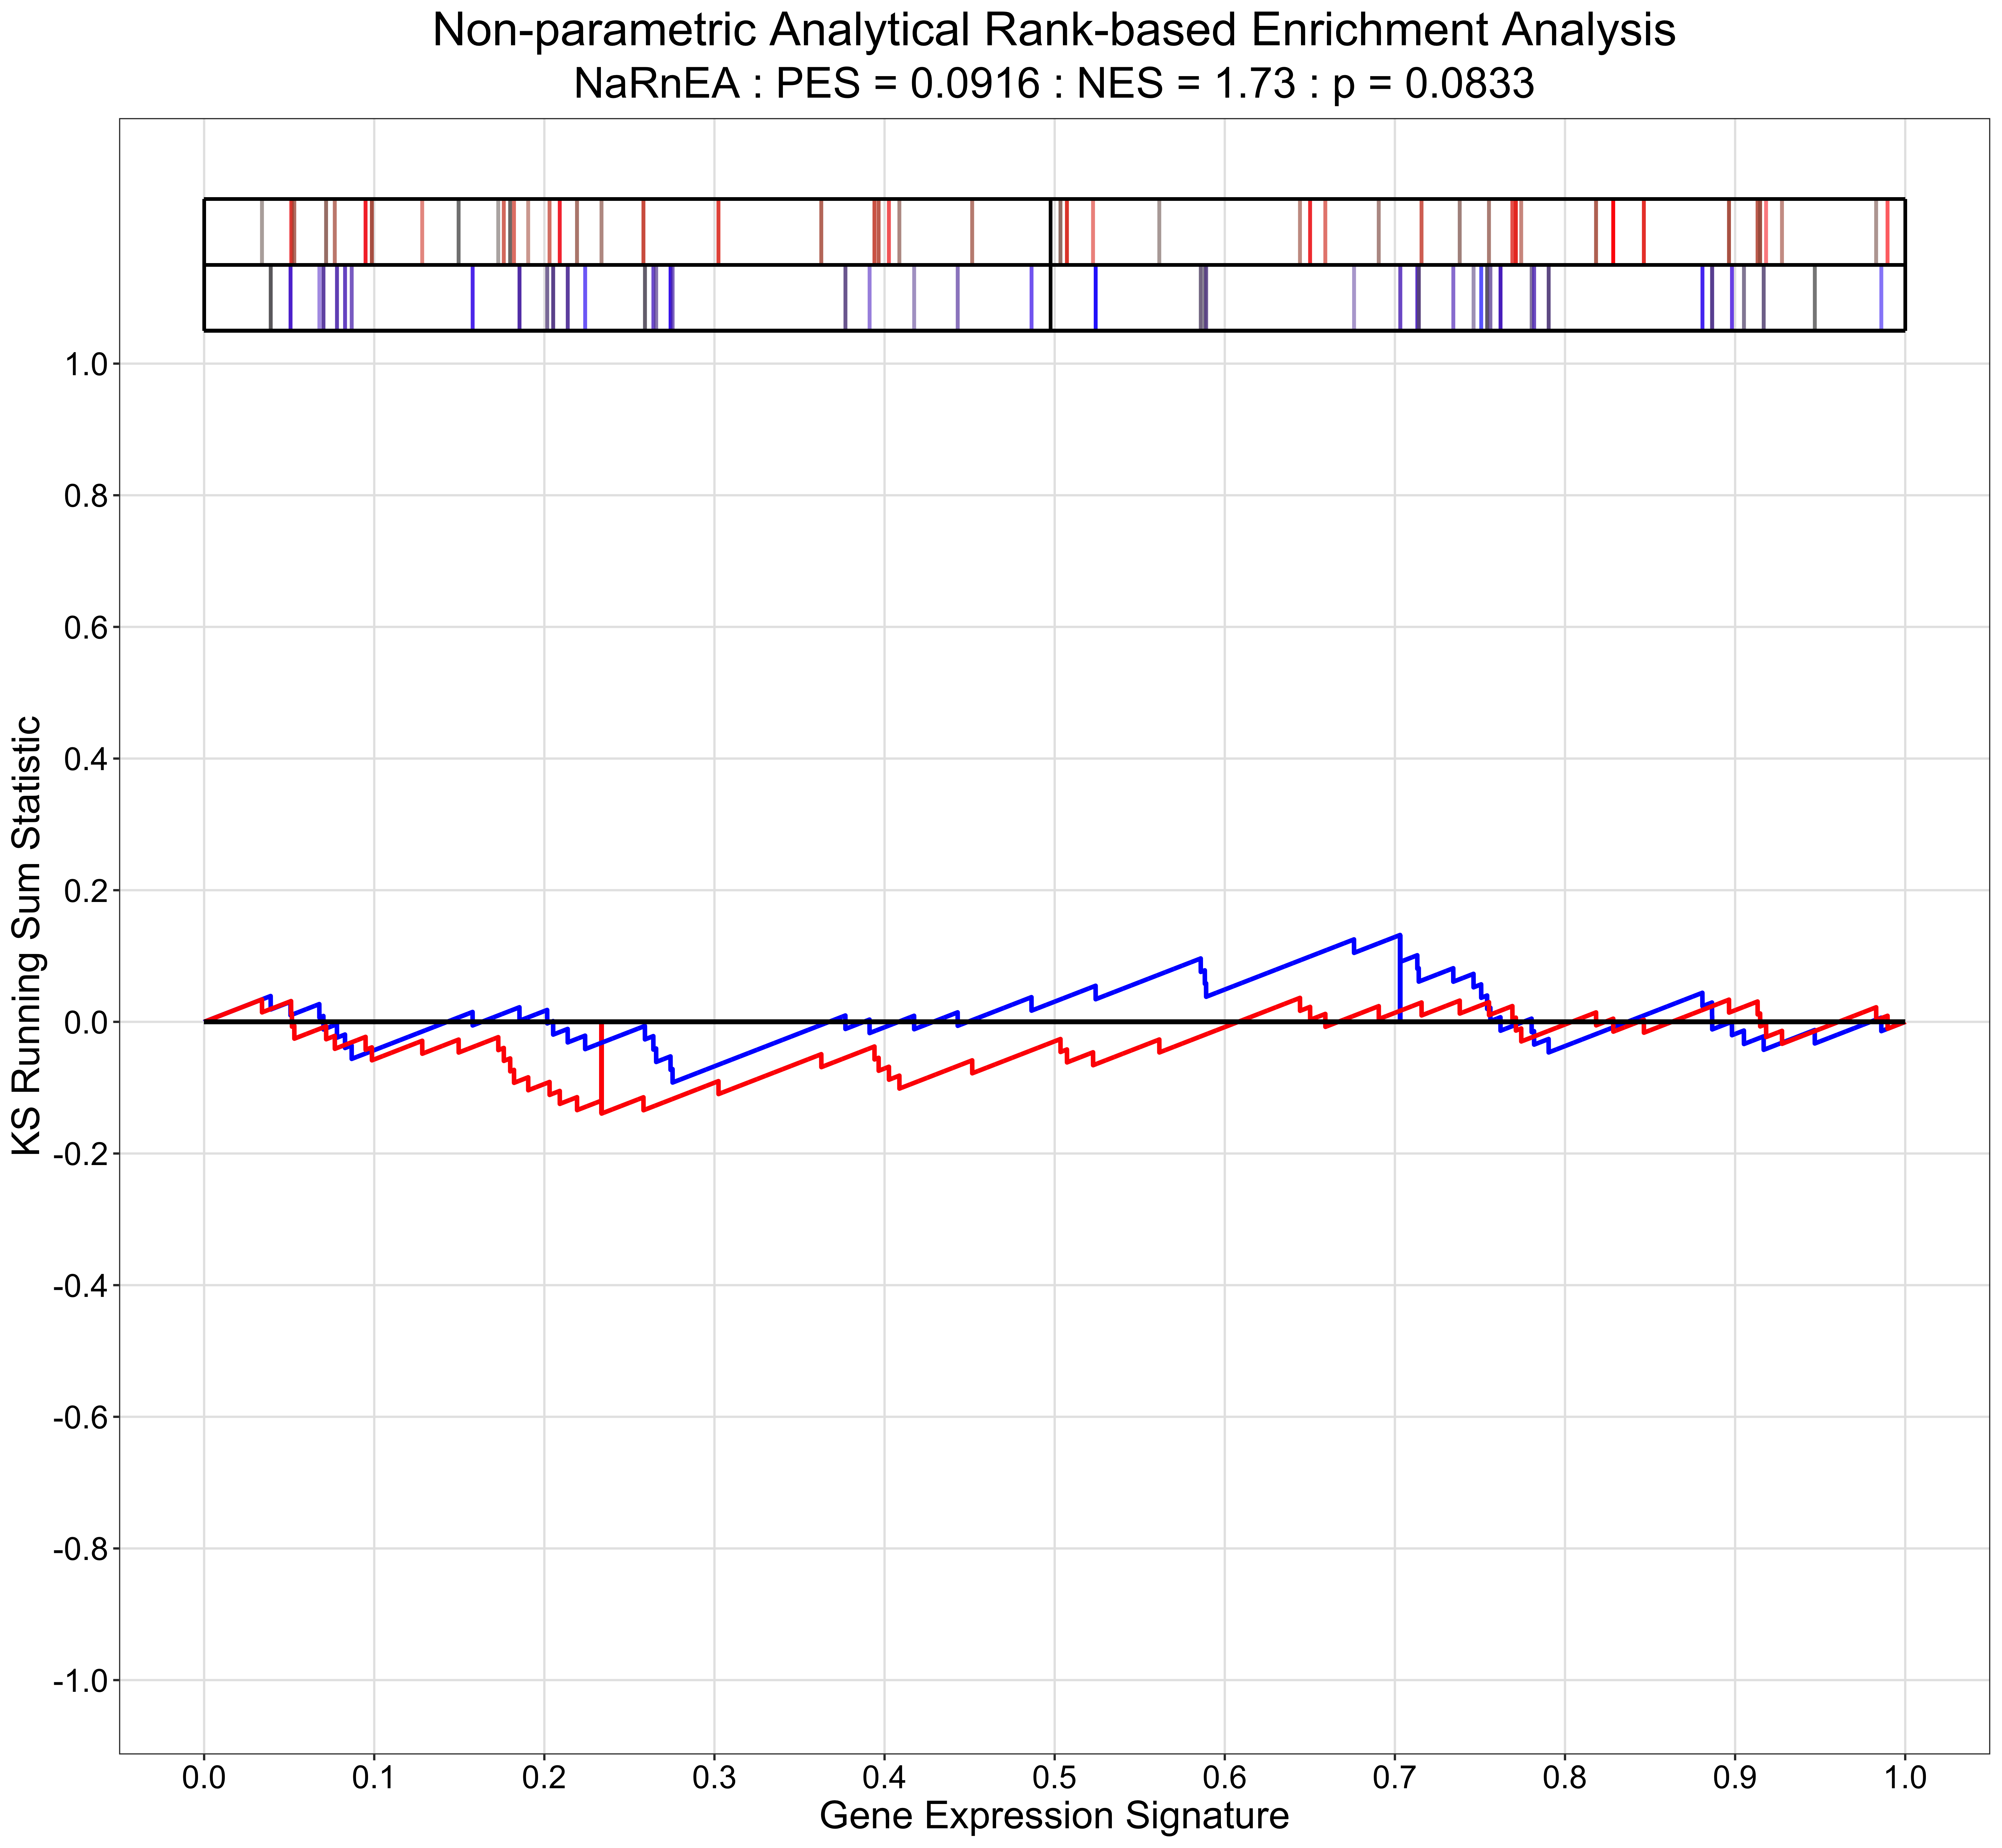 Non-parametric Analytical Rank-based Enrichment Analysis
NaRnEA : PES = 0.0916 : NES = 1.73 : p = 0.0833
1.0
0.8
0.6
0.4
0.2
0.0
-0.2
-0.4
-0.6
-0.8
-1.0
KS Running Sum Statistic
0.0 0.1 0.2 0.3 0.4 0.5 0.6 0.7 0.8 0.9 1.0
Gene Expression Signature